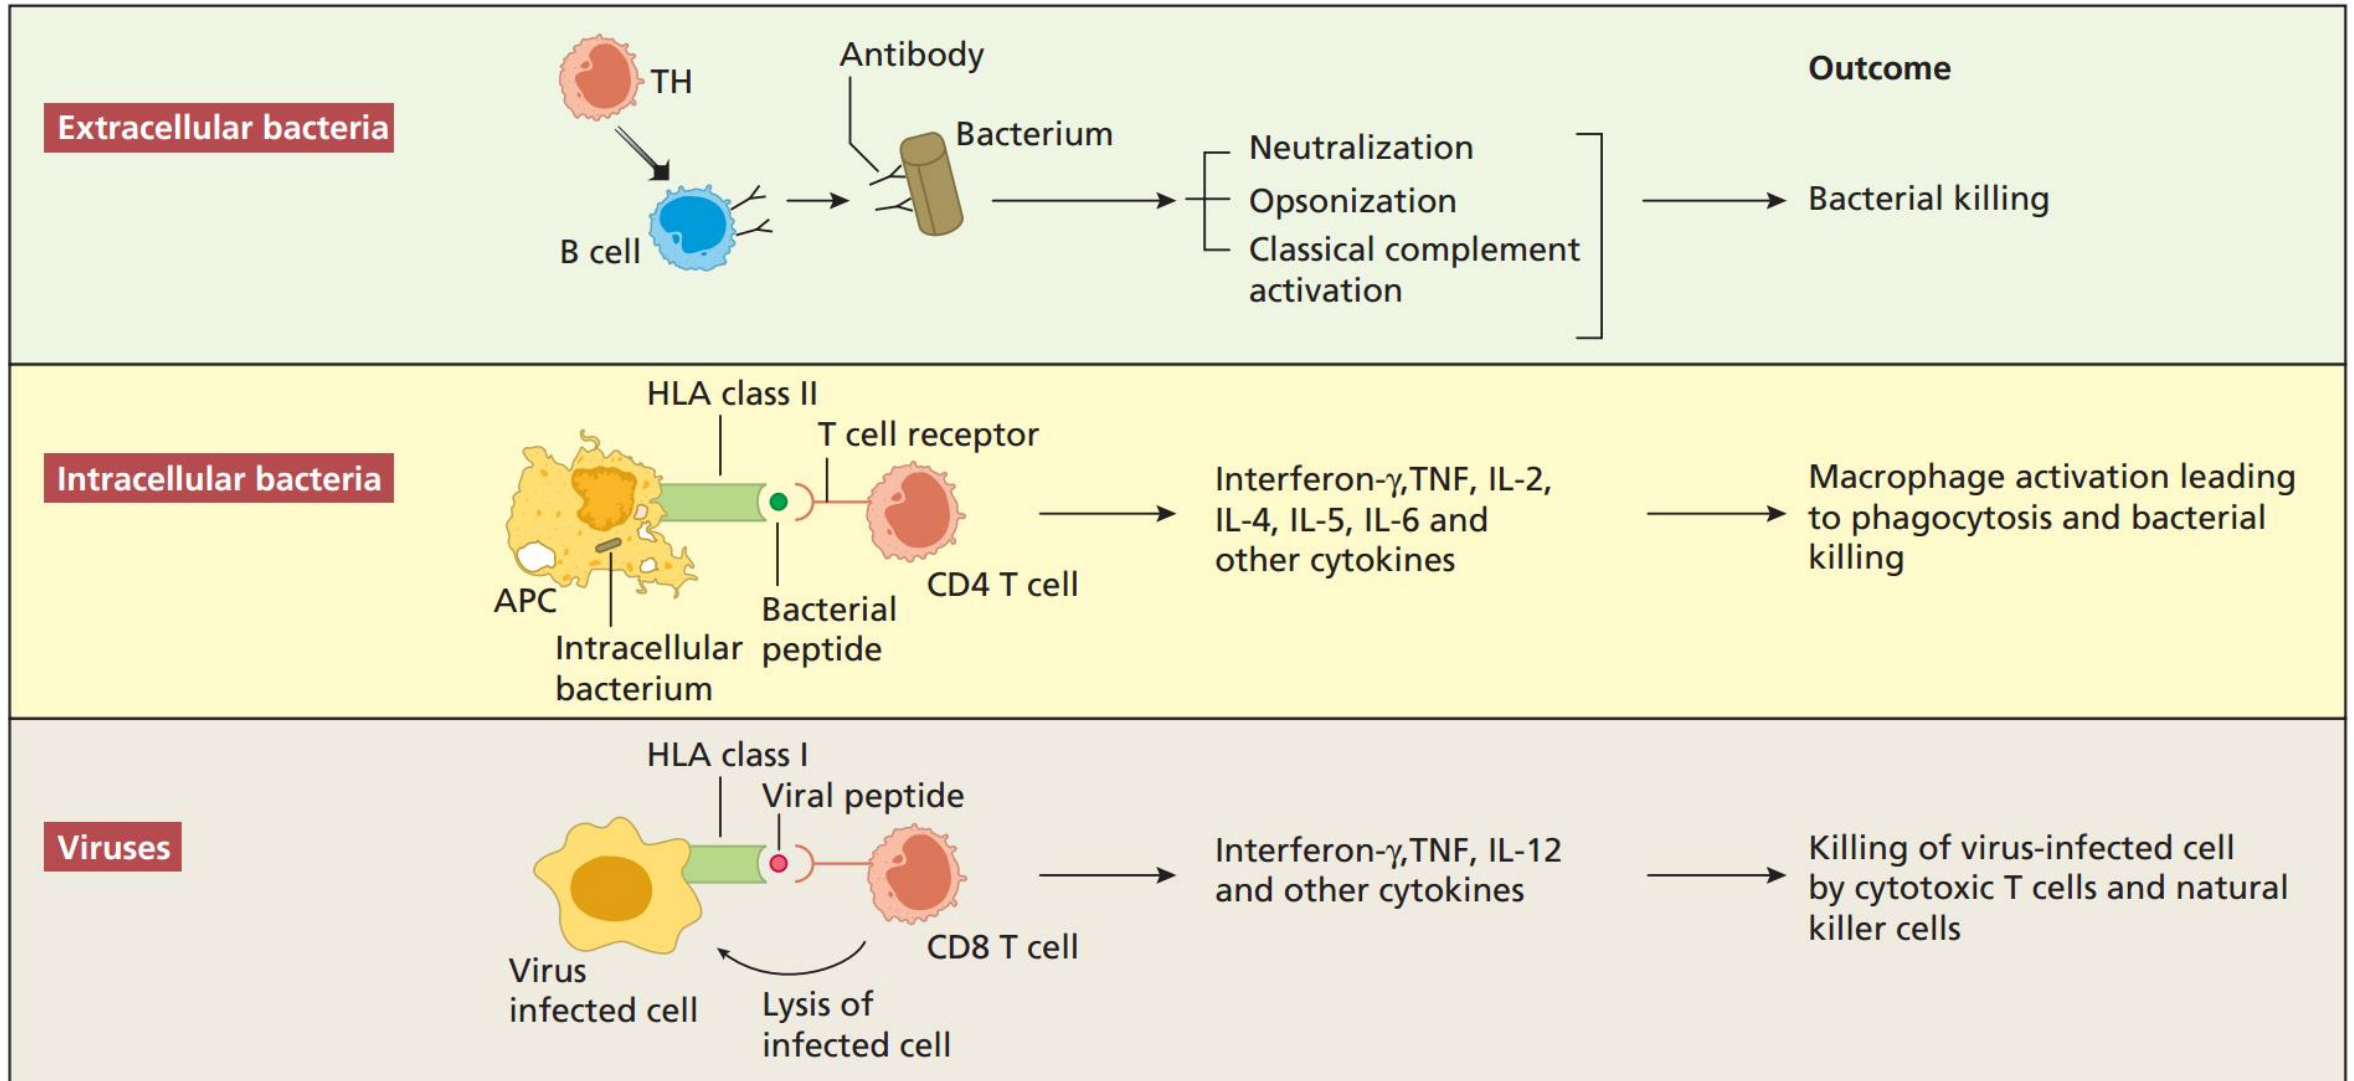 Extracellular bacteria
TH
B cell
Antibody
Bacterium
Neutralization
Opsonization
Classical complement
activation
Outcome
Bacterial killing
Intracellular bacteria
HLA class II
T cell receptor
APC
Intracellular
bacterium
Bacterial
peptide
CD4 T cell
Interferon-γ,TNF, IL-2,
IL-4, IL-5, IL-6 and
other cytokines
Macrophage activation leading
to phagocytosis and bacterial
killing
Viruses
HLA class I
Viral peptide
Virus
infected cell
Lysis of
infected cell
CD8 T cell
Interferon-γ,TNF, IL-12
and other cytokines
Killing of virus-infected cell
by cytotoxic T cells and natural
killer cells